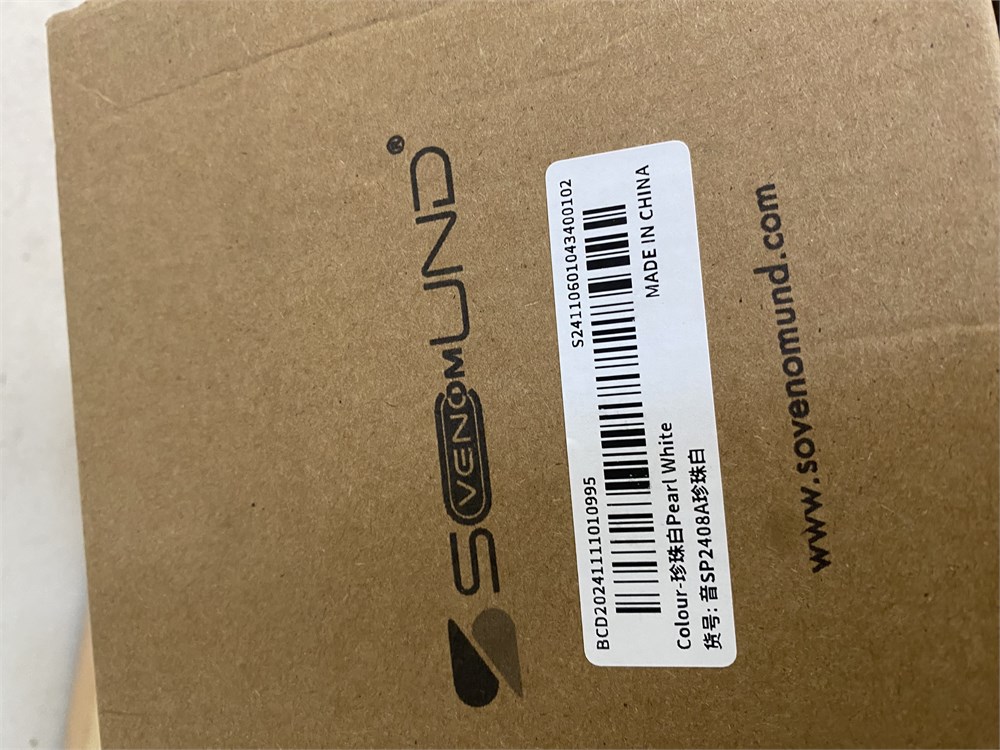 SOVENOMUND®
BCD20241111010995 S24110601043400102
Colour-珍珠白Pearl White MADE IN CHINA
货号: 音SP2408A珍珠白
www.sovenomund.com